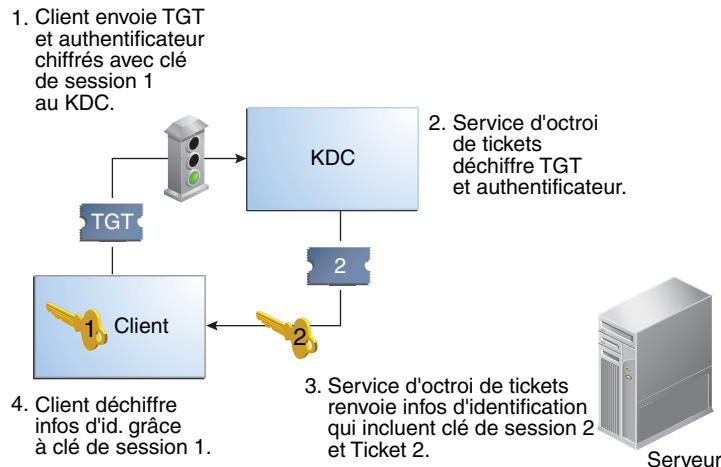 1. Client envoie TGT
et authentificateur
chiffrés avec clé
de session 1
au KDC.
KDC
2. Service d'octroi
de tickets
déchiffre TGT
et authentificateur.
TGT
2
1 Client
2
3. Service d'octroi de tickets
renvoie infos d'identification
qui incluent clé de session 2
et Ticket 2.
4. Client déchiffre
infos d'id. grâce
à clé de session 1.
Serveur